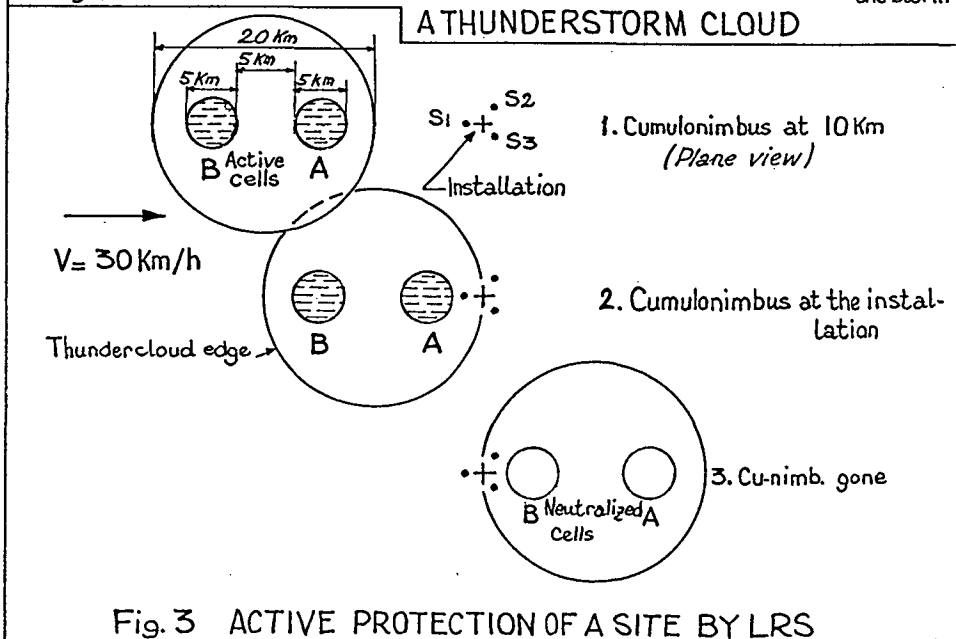 A THUNDERSTORM CLOUD
20 Km
5 Km
5 Km
5 Km
B Active cells A
S1 S2 S3
Installation
1. Cumulonimbus at 10 Km
(Plane view)
V= 30 Km/h
B A
2. Cumulonimbus at the instal-
lation
Thundercloud edge
3. Cu-nimb. gone
B Neutralized A
cells
Fig. 3 ACTIVE PROTECTION OF A SITE BY LRS